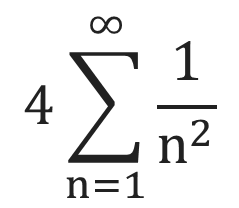 ∞
4 ∑ 1/n²
n=1